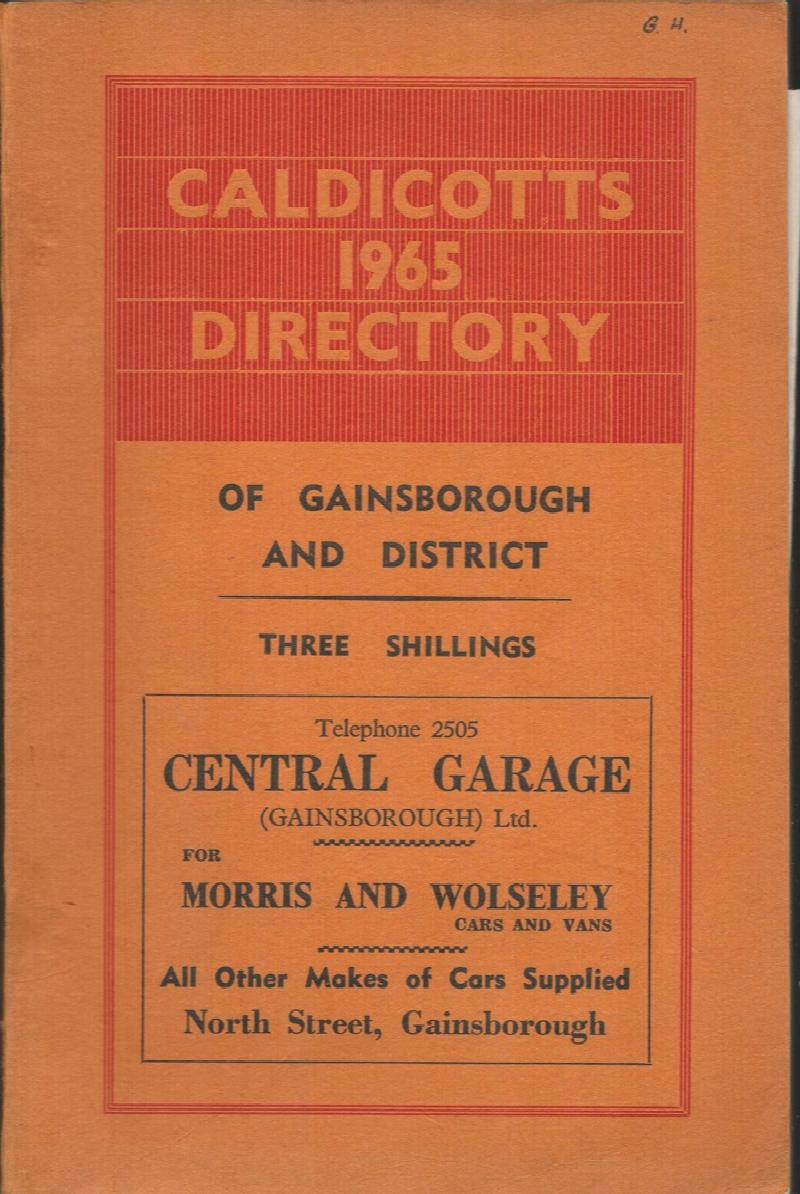 G. H.
CALDICOTTS
1965
DIRECTORY
OF GAINSBOROUGH
AND DISTRICT
THREE SHILLINGS
Telephone 2505
CENTRAL GARAGE
(GAINSBOROUGH) Ltd.
FOR
MORRIS AND WOLSELEY
CARS AND VANS
All Other Makes of Cars Supplied
North Street, Gainsborough